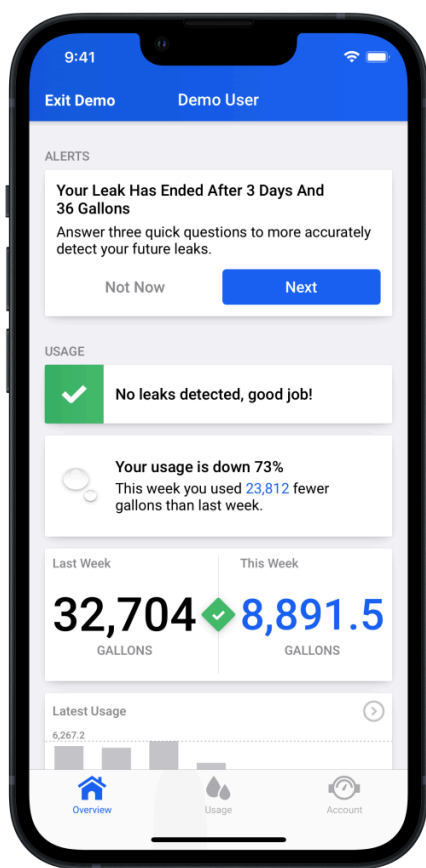 9:41
Exit Demo
Demo User
ALERTS
Your Leak Has Ended After 3 Days And
36 Gallons
Answer three quick questions to more accurately
detect your future leaks.
Not Now
Next
USAGE
No leaks detected, good job!
Your usage is down 73%
This week you used 23,812 fewer
gallons than last week.
Last Week
This Week
32,704
8,891.5
GALLONS
GALLONS
Latest Usage
6,267.2
Overview
Usage
Account